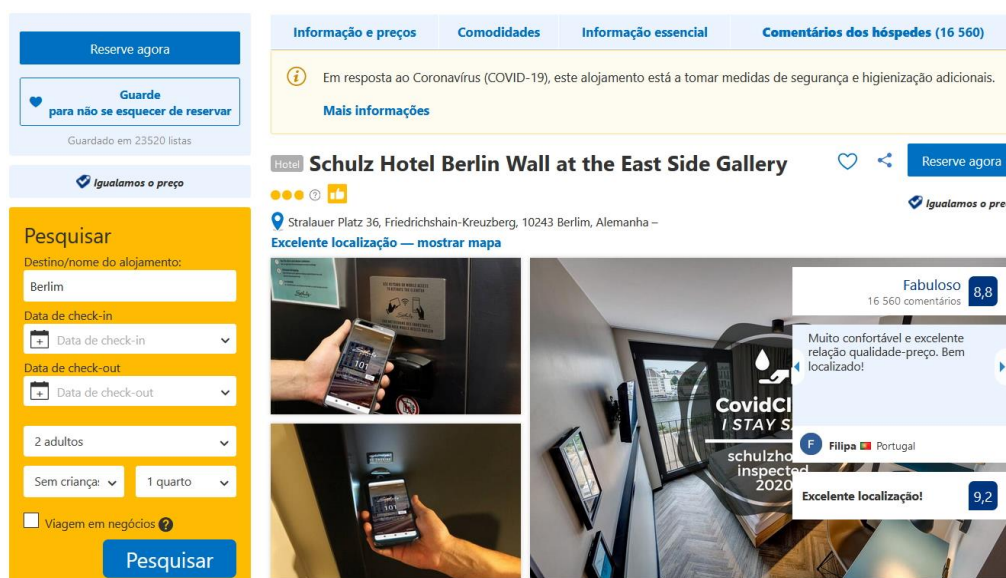 Reserve agora
Guarde
para não se esquecer de reservar
Guardado em 23520 listas
Igualamos o preço
Pesquisar
Destino/nome do alojamento:
Berlim
Data de check-in
Data de check-in
Data de check-out
Data de check-out
2 adultos
Sem criança:
1 quarto
Viagem em negócios
Pesquisar
Informação e preços
Comodidades
Informação essencial
Comentários dos hóspedes (16 560)
Em resposta ao Coronavírus (COVID-19), este alojamento está a tomar medidas de segurança e higienização adicionais.
Mais informações
Hotel Schulz Hotel Berlin Wall at the East Side Gallery
Reserve agora
Igualamos o pre
Stralauer Platz 36, Friedrichshain-Kreuzberg, 10243 Berlim, Alemanha –
Excelente localização — mostrar mapa
101
101
CovidCl
I STAY S
schulzho
inspected
2020
Fabuloso
8,8
16 560 comentários
Muito confortável e excelente
relação qualidade-preço. Bem
localizado!
F Filipa Portugal
Excelente localização!
9,2